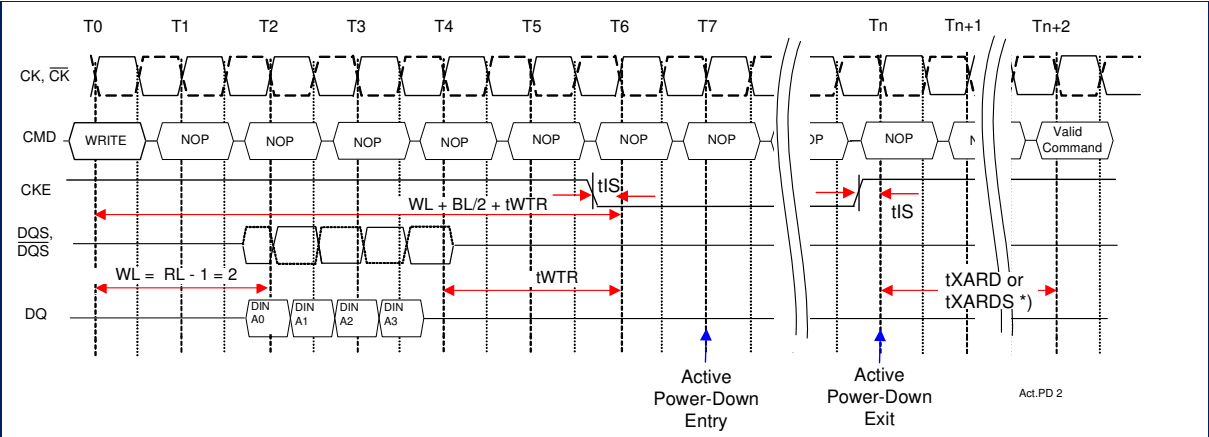 T0 T1 T2 T3 T4 T5 T6 T7 Tn Tn+1 Tn+2
CK, CK
CMD WRITE NOP NOP NOP NOP NOP NOP NOP OP NOP N Valid
Command
CKE tIS
tIS
WL + BL/2 + tWTR
DQS,
DQS
WL = RL - 1 = 2
tWTR
tXARD or
tXARDS *)
DQ
DIN
A0
DIN
A1
DIN
A2
DIN
A3
Active
Power-Down
Entry
Active
Power-Down
Exit
Act.PD 2